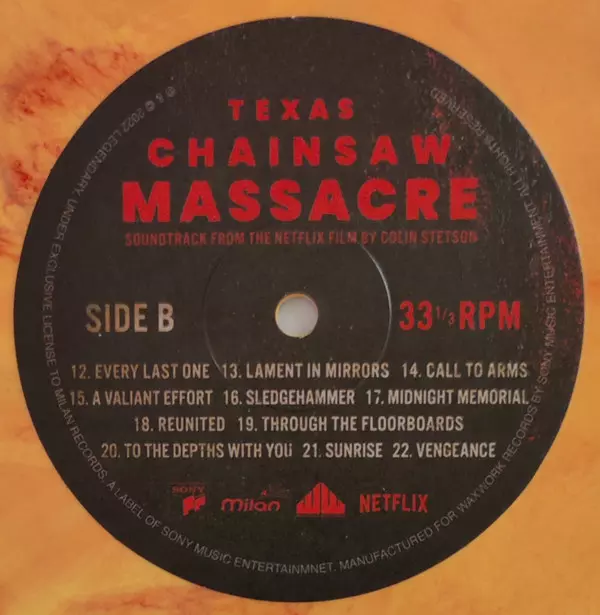 TEXAS
CHAINSAW
MASSACRE
SOUNDTRACK FROM THE NETFLIX FILM BY COLIN STETSON
SIDE B
33 1/3 RPM
12. EVERY LAST ONE 13. LAMENT IN MIRRORS 14. CALL TO ARMS
15. A VALIANT EFFORT 16. SLEDGEHAMMER 17. MIDNIGHT MEMORIAL
18. REUNITED 19. THROUGH THE FLOORBOARDS
20. TO THE DEPTHS WITH YOU 21. SUNRISE 22. VENGEANCE
SONY milan NETFLIX
℗ & © 2022 LEGENDARY. UNDER EXCLUSIVE LICENSE TO MILAN RECORDS, A LABEL OF SONY MUSIC ENTERTAINMNET. MANUFACTURED FOR WAXWORK RECORDS BY SONY MUSIC ENTERTAINMENT. ALL RIGHTS RESERVED